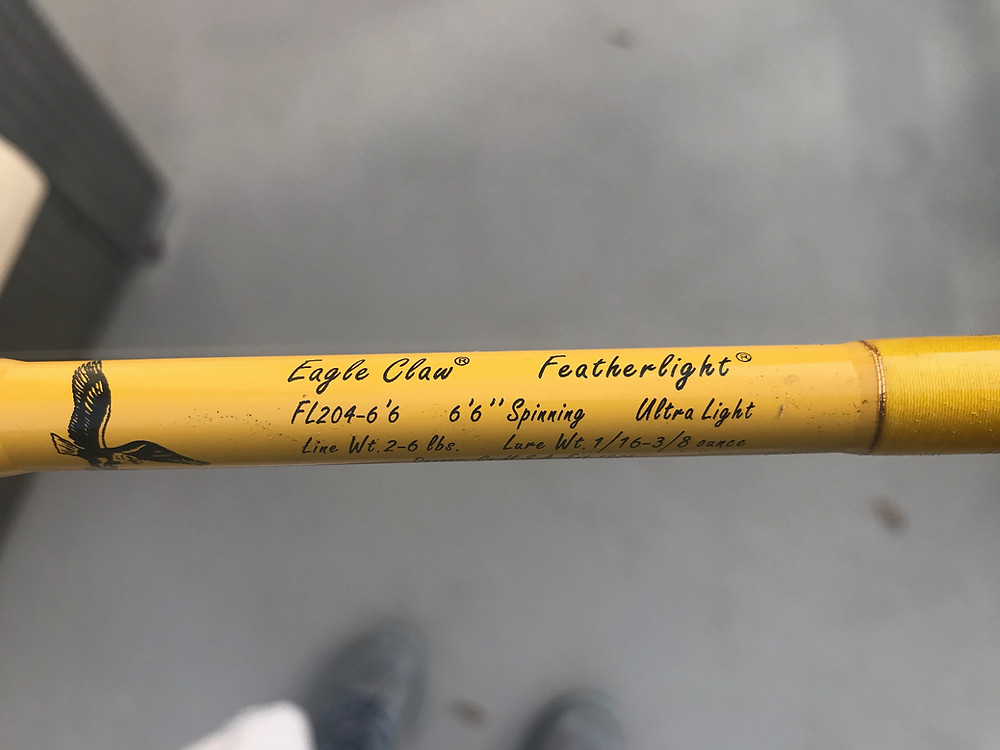 Eagle Claw® Featherlight®
FL204-6'6 6'6'' Spinning Ultra Light
Line Wt. 2-6 lbs. Lure Wt. 1/16-3/8 ounce